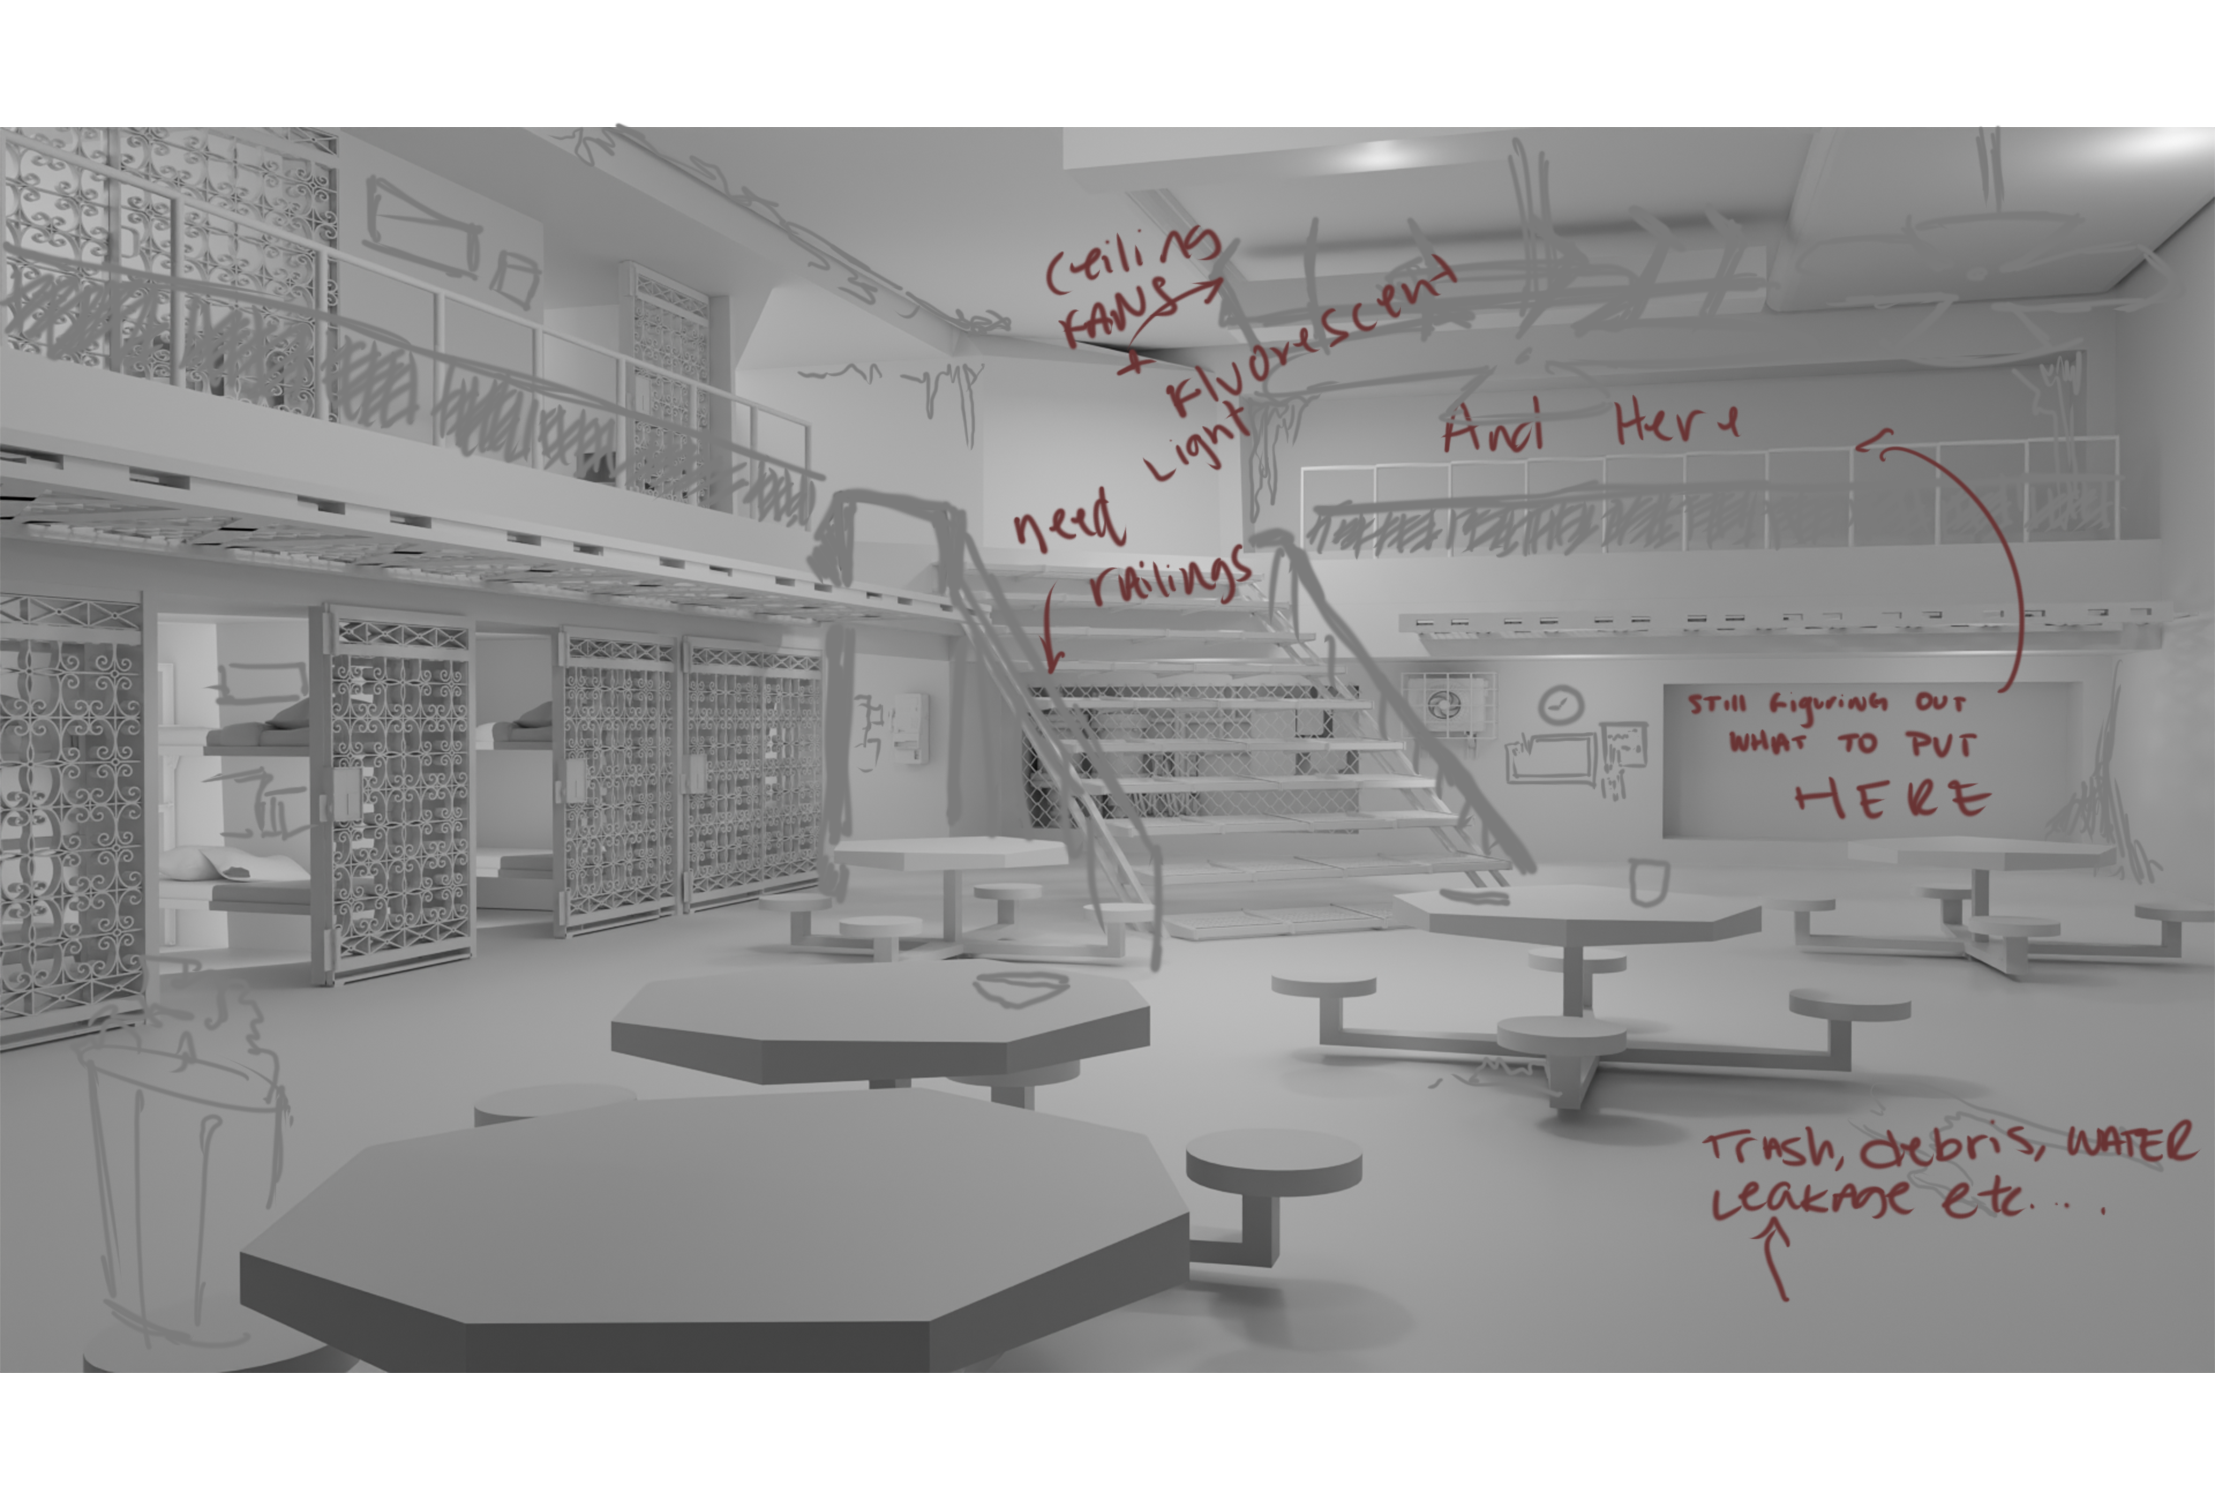 ceiling
FANS
+ Fluorescent
Light
And Here
need
railings
STill Figuring OUT
WHAT TO PUT
HERE
TrAsh, debris, WATER
LeakAge etc.....